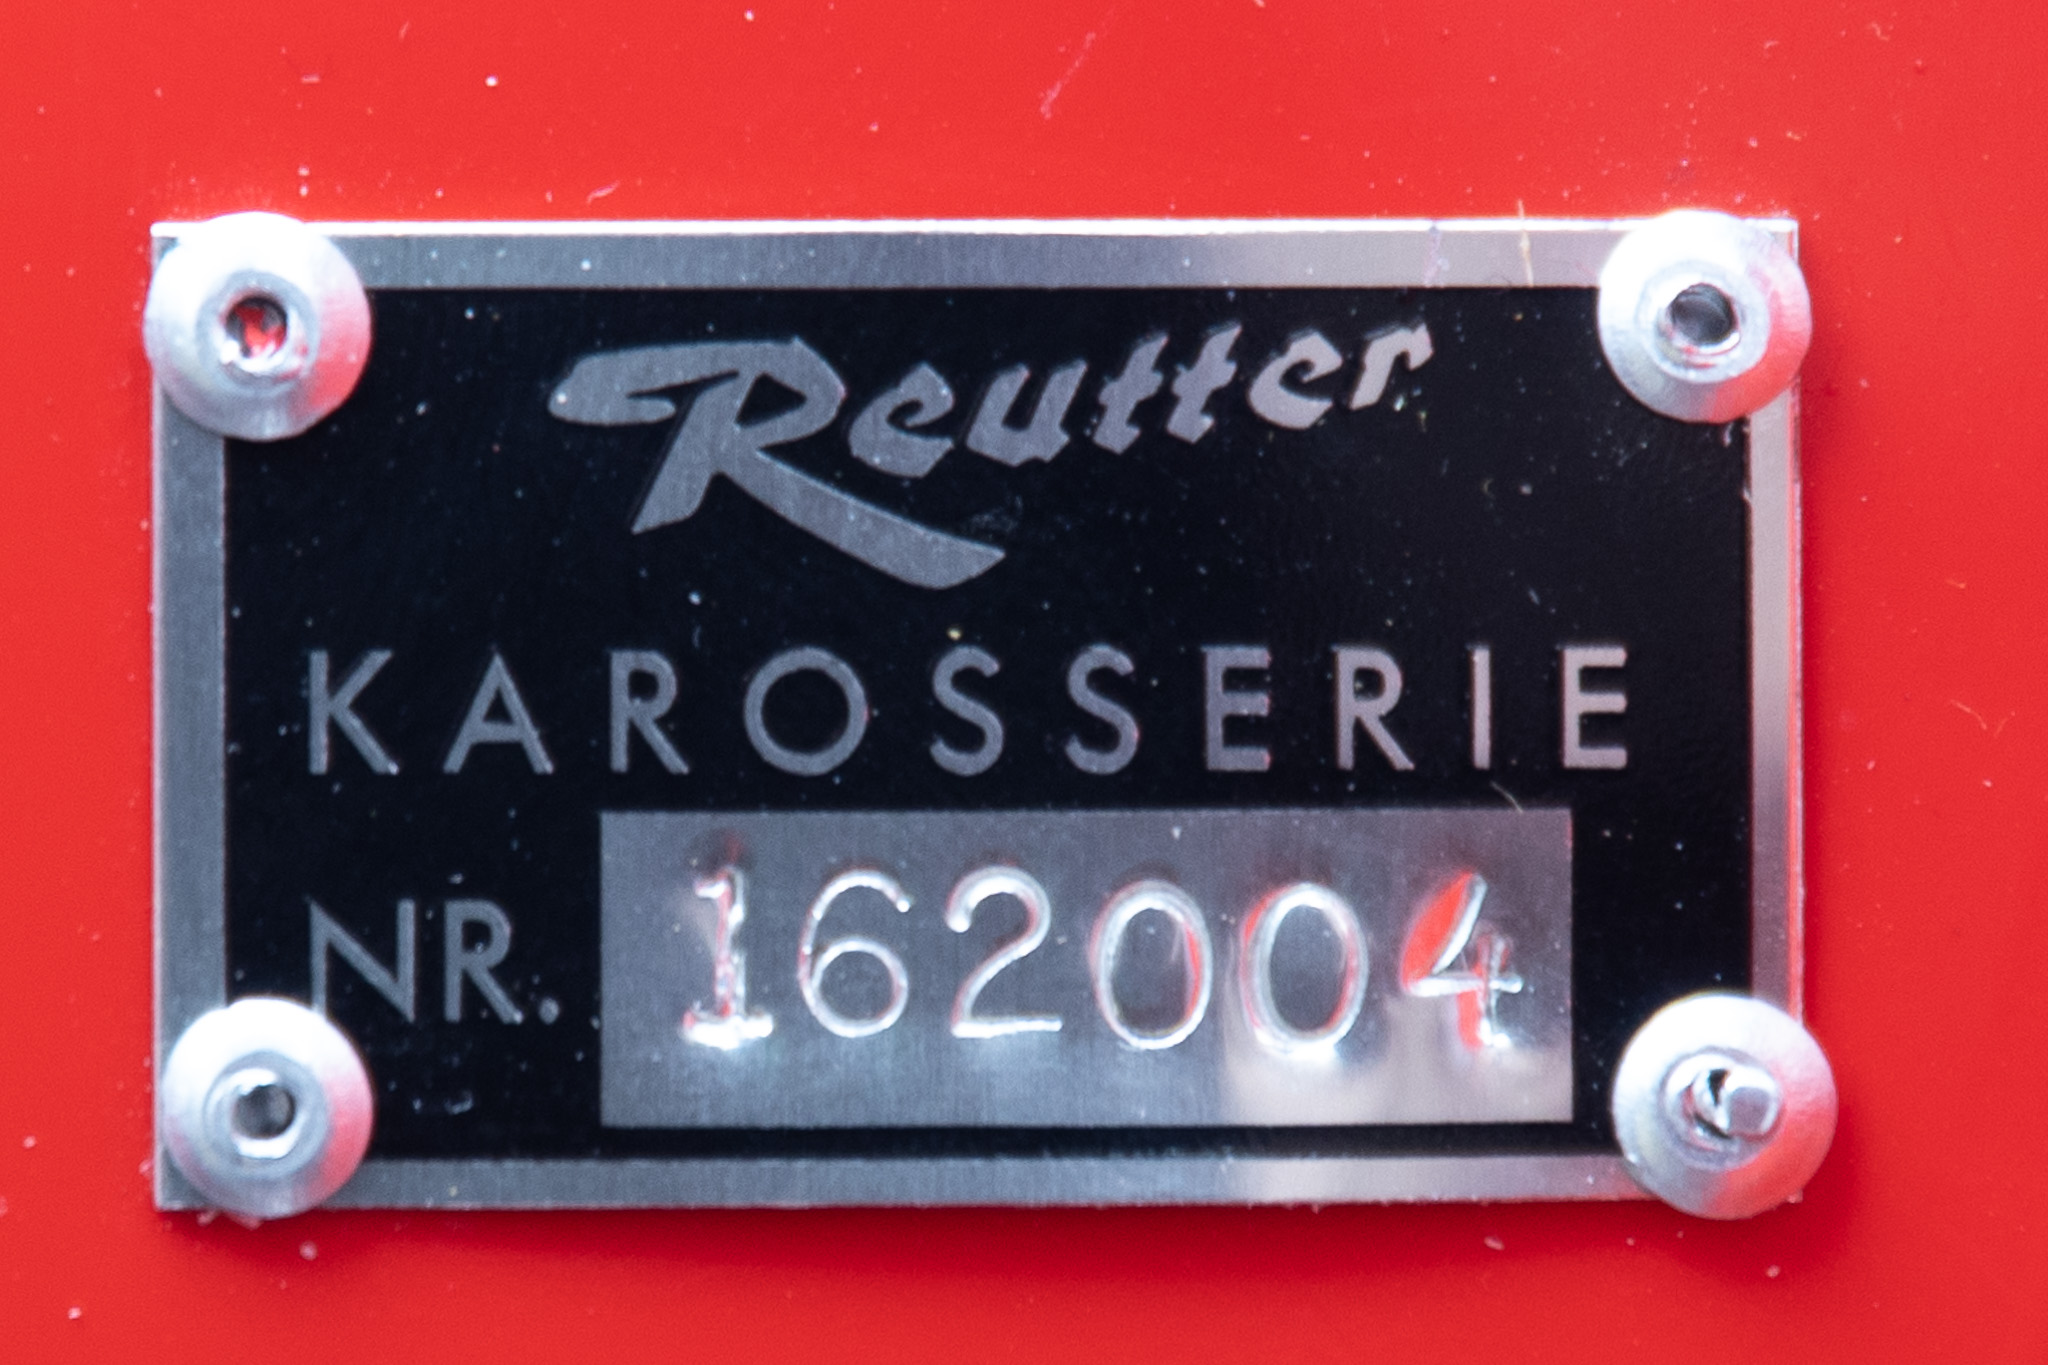 Reutter
KAROSSERIE
NR. 162004